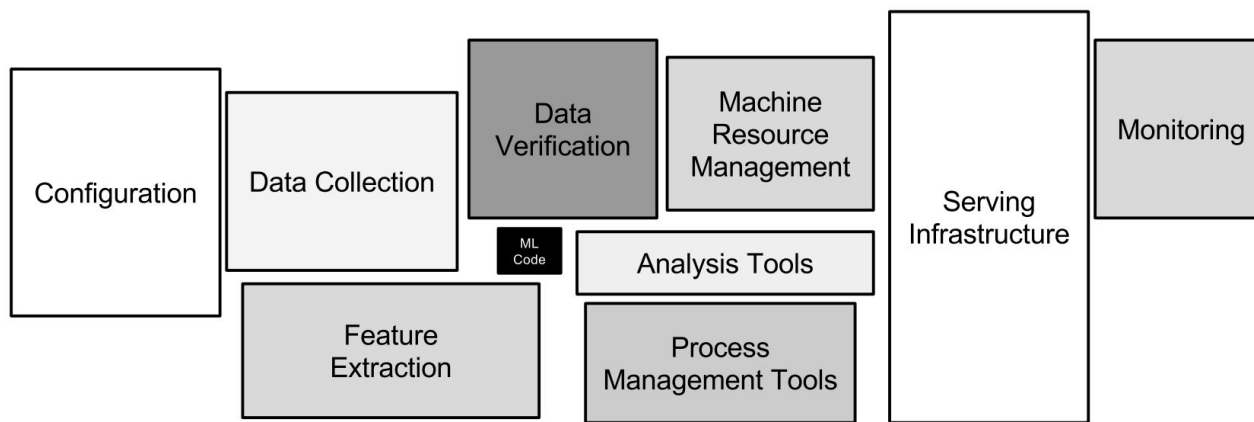 Configuration
Data Collection
Feature
Extraction
Data
Verification
ML
Code
Machine
Resource
Management
Analysis Tools
Process
Management Tools
Serving
Infrastructure
Monitoring